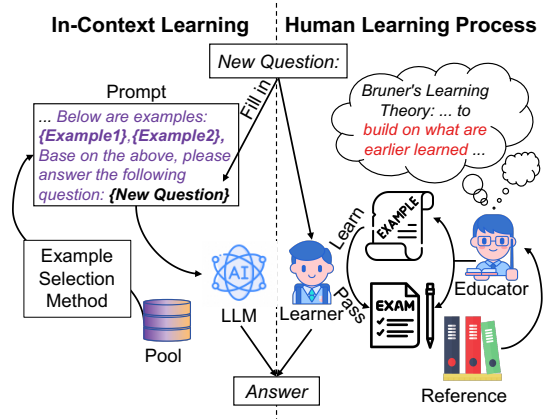 In-Context Learning
Human Learning Process
New Question:
Prompt
Fill in
... Below are examples:
{Example1},{Example2},
Base on the above, please
answer the following
question: {New Question}
Bruner's Learning
Theory: ... to
build on what are
earlier learned ...
Example
Selection
Method
Pool
AI
LLM
Learner
Learn
Pass
EXAMPLE
EXAM
Educator
Reference
Answer